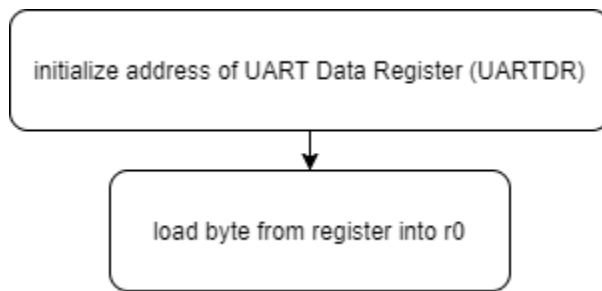 initialize address of UART Data Register (UARTDR)
load byte from register into r0